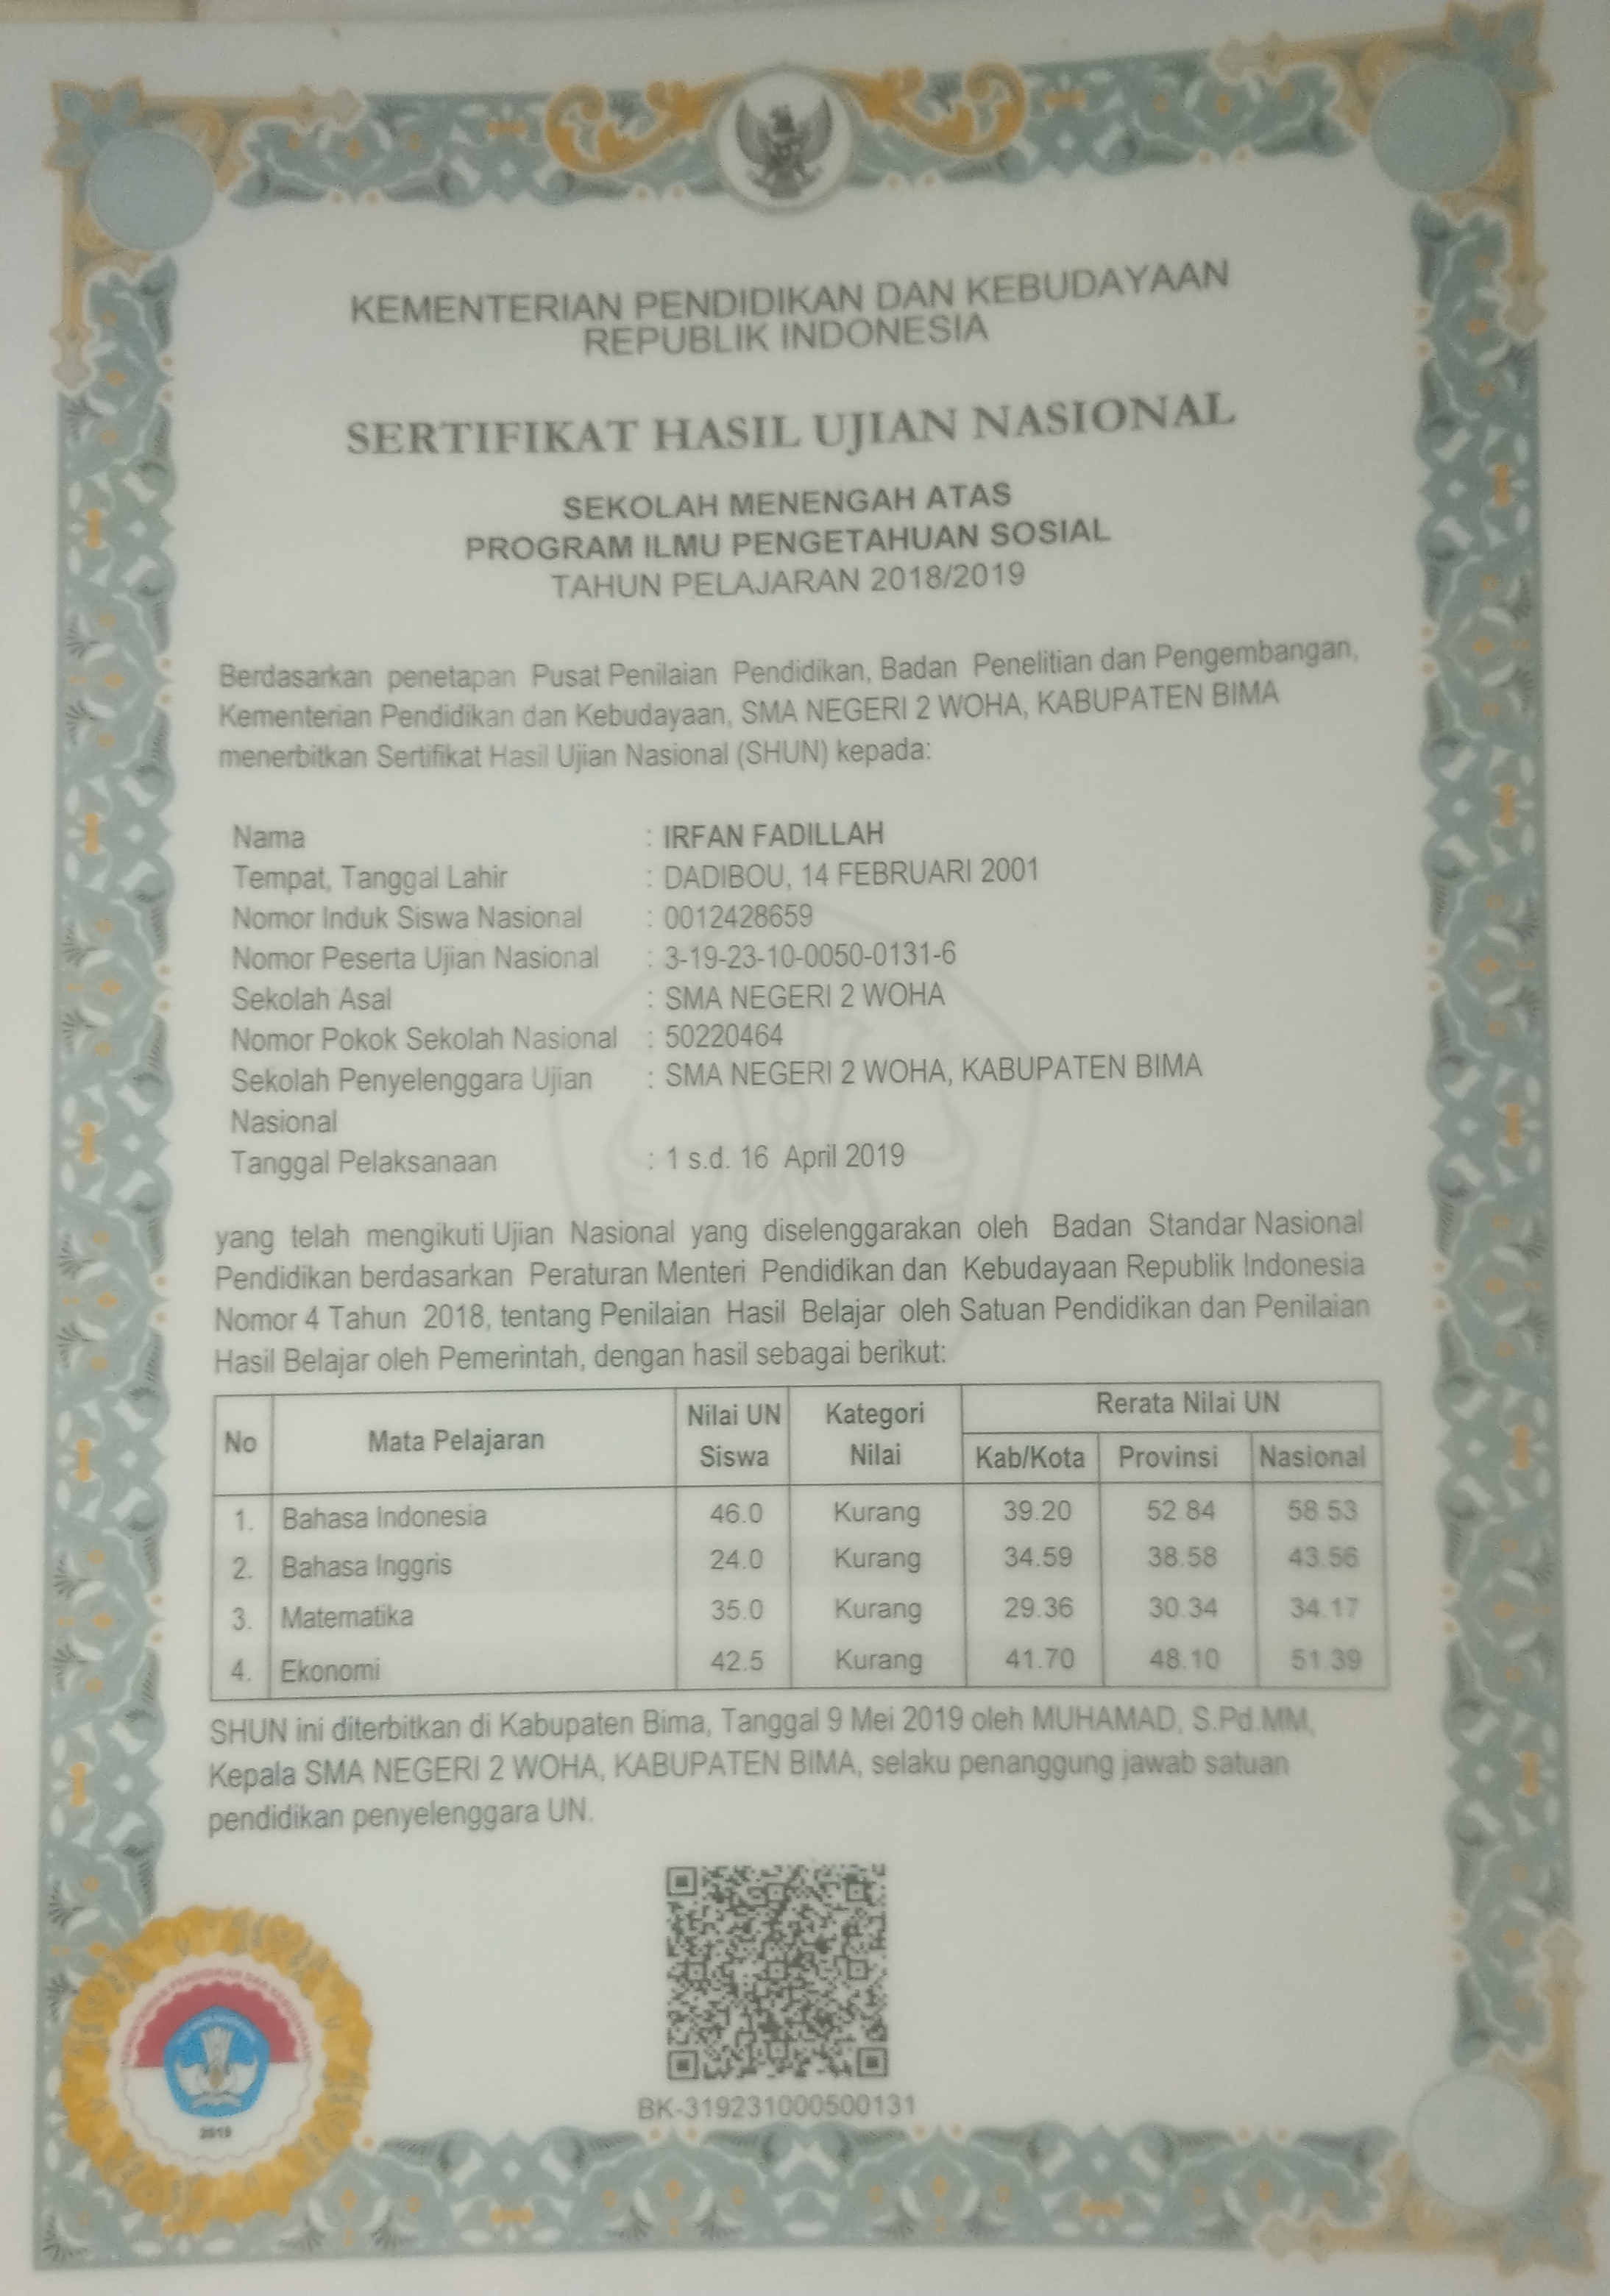 KEMENTERIAN PENDIDIKAN DAN KEBUDAYAAN
REPUBLIK INDONESIA
SERTIFIKAT HASIL UJIAN NASIONAL
SEKOLAH MENENGAH ATAS
PROGRAM ILMU PENGETAHUAN SOSIAL
TAHUN PELAJARAN 2018/2019
Berdasarkan penetapan Pusat Penilaian Pendidikan, Badan Penelitian dan Pengembangan,
Kementerian Pendidikan dan Kebudayaan, SMA NEGERI 2 WOHA, KABUPATEN BIMA
menerbitkan Sertifikat Hasil Ujian Nasional (SHUN) kepada:
Nama : IRFAN FADILLAH
Tempat, Tanggal Lahir : DADIBOU, 14 FEBRUARI 2001
Nomor Induk Siswa Nasional : 0012428659
Nomor Peserta Ujian Nasional : 3-19-23-10-0050-0131-6
Sekolah Asal : SMA NEGERI 2 WOHA
Nomor Pokok Sekolah Nasional : 50220464
Sekolah Penyelenggara Ujian : SMA NEGERI 2 WOHA, KABUPATEN BIMA
Nasional
Tanggal Pelaksanaan : 1 s.d. 16 April 2019
yang telah mengikuti Ujian Nasional yang diselenggarakan oleh Badan Standar Nasional
Pendidikan berdasarkan Peraturan Menteri Pendidikan dan Kebudayaan Republik Indonesia
Nomor 4 Tahun 2018, tentang Penilaian Hasil Belajar oleh Satuan Pendidikan dan Penilaian
Hasil Belajar oleh Pemerintah, dengan hasil sebagai berikut:
No Mata Pelajaran Nilai UN Siswa Kategori Nilai Rerata Nilai UN
Kab/Kota Provinsi Nasional
1. Bahasa Indonesia 46.0 Kurang 39.20 52.84 58.53
2. Bahasa Inggris 24.0 Kurang 34.59 38.58 43.56
3. Matematika 35.0 Kurang 29.36 30.34 34.17
4. Ekonomi 42.5 Kurang 41.70 48.10 51.39
SHUN ini diterbitkan di Kabupaten Bima, Tanggal 9 Mei 2019 oleh MUHAMAD, S.Pd.MM,
Kepala SMA NEGERI 2 WOHA, KABUPATEN BIMA, selaku penanggung jawab satuan
pendidikan penyelenggara UN.
BK-319231000500131
KEMENTERIAN PENDIDIKAN DAN KEBUDAYAAN
2019